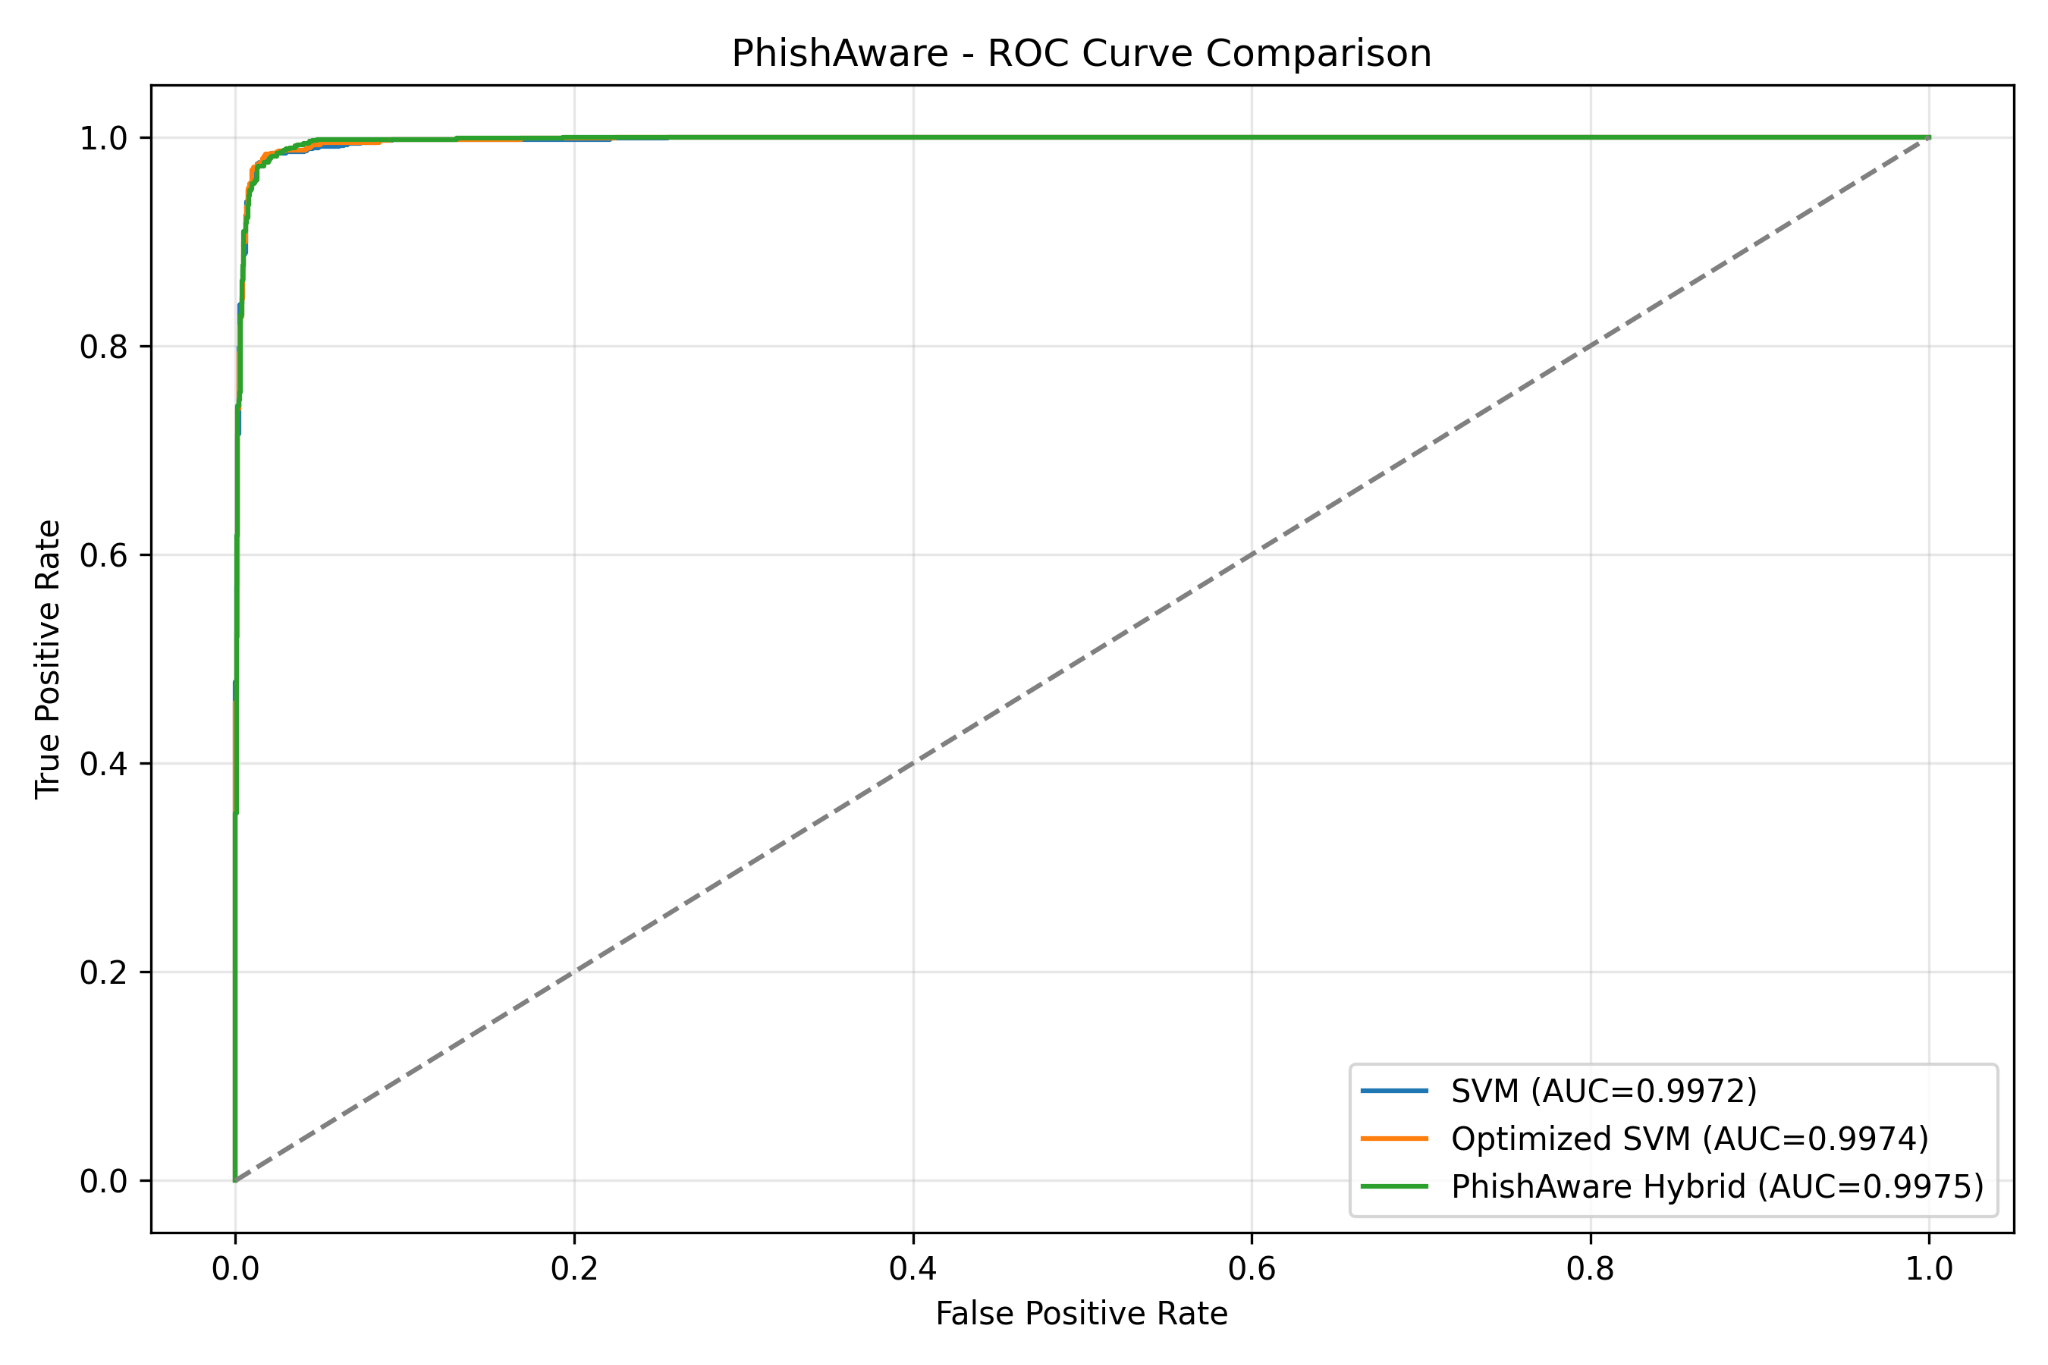 PhishAware - ROC Curve Comparison
True Positive Rate
1.0
0.8
0.6
0.4
0.2
0.0
0.0 0.2 0.4 0.6 0.8 1.0
False Positive Rate
SVM (AUC=0.9972)
Optimized SVM (AUC=0.9974)
PhishAware Hybrid (AUC=0.9975)